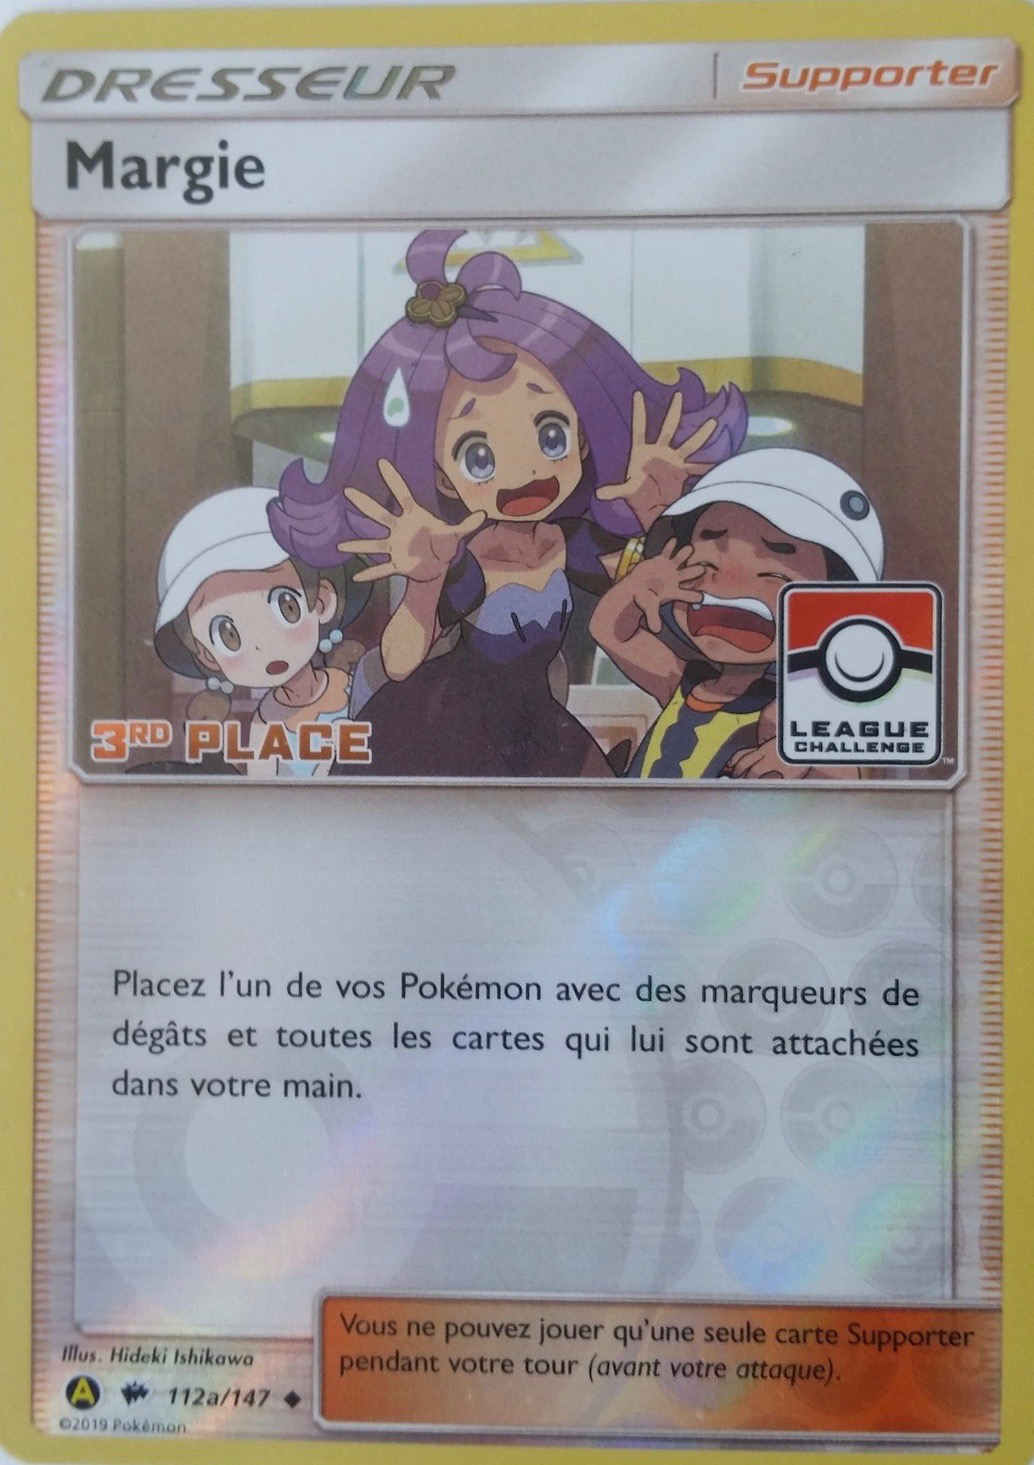 DRESSEUR
Supporter
Margie
3RD PLACE
LEAGUE
CHALLENGE
™
Placez l'un de vos Pokémon avec des marqueurs de
dégâts et toutes les cartes qui lui sont attachées
dans votre main.
Vous ne pouvez jouer qu'une seule carte Supporter
pendant votre tour (avant votre attaque).
Illus. Hideki Ishikawa
A 112a/147
©2019 Pokémon